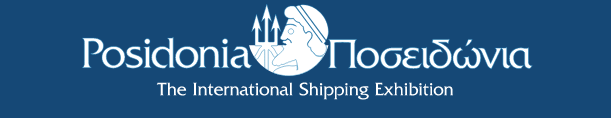 Posidonia Ποσειδώνια
The International Shipping Exhibition